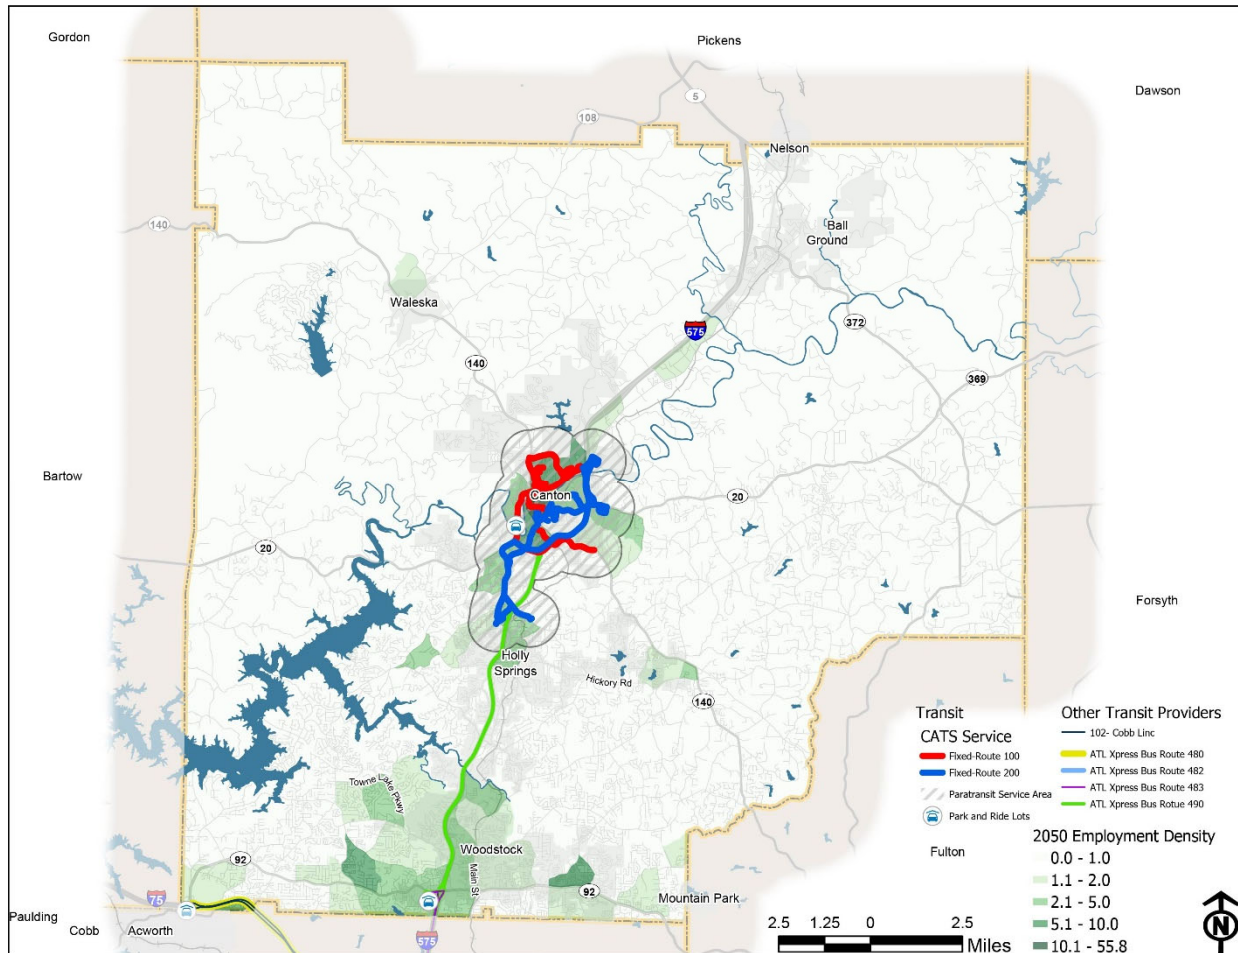 Gordon
Pickens
Dawson
5
108
Nelson
140
Ball
Ground
Waleska
575
372
140
369
Bartow
Canton
20
20
Forsyth
Holly
Springs
Hickory Rd
140
Transit
CATS Service
Fixed-Route 100
Fixed-Route 200
Paratransit Service Area
Park and Ride Lots
Other Transit Providers
102- Cobb Linc
ATL Xpress Bus Route 480
ATL Xpress Bus Route 482
ATL Xpress Bus Route 483
ATL Xpress Bus Rotue 490
Towne Lake Pkwy
Woodstock
Main St
92
92
Fulton
Mountain Park
2050 Employment Density
0.0 - 1.0
1.1 - 2.0
2.1 - 5.0
5.1 - 10.0
10.1 - 55.8
75
Paulding
Cobb
Acworth
575
2.5 1.25 0 2.5
Miles
N